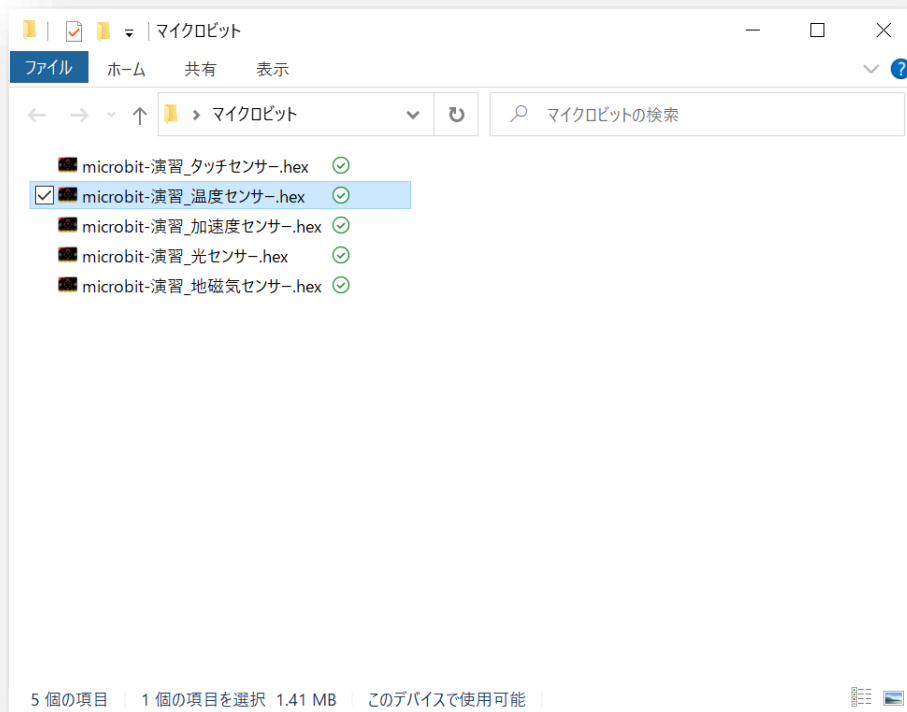 マイクロビット
ファイル ホーム 共有 表示 ?
マイクロビット マイクロビットの検索
microbit-演習_タッチセンサー.hex
microbit-演習_温度センサー.hex
microbit-演習_加速度センサー.hex
microbit-演習_光センサー.hex
microbit-演習_地磁気センサー.hex
5 個の項目 1 個の項目を選択 1.41 MB このデバイスで使用可能